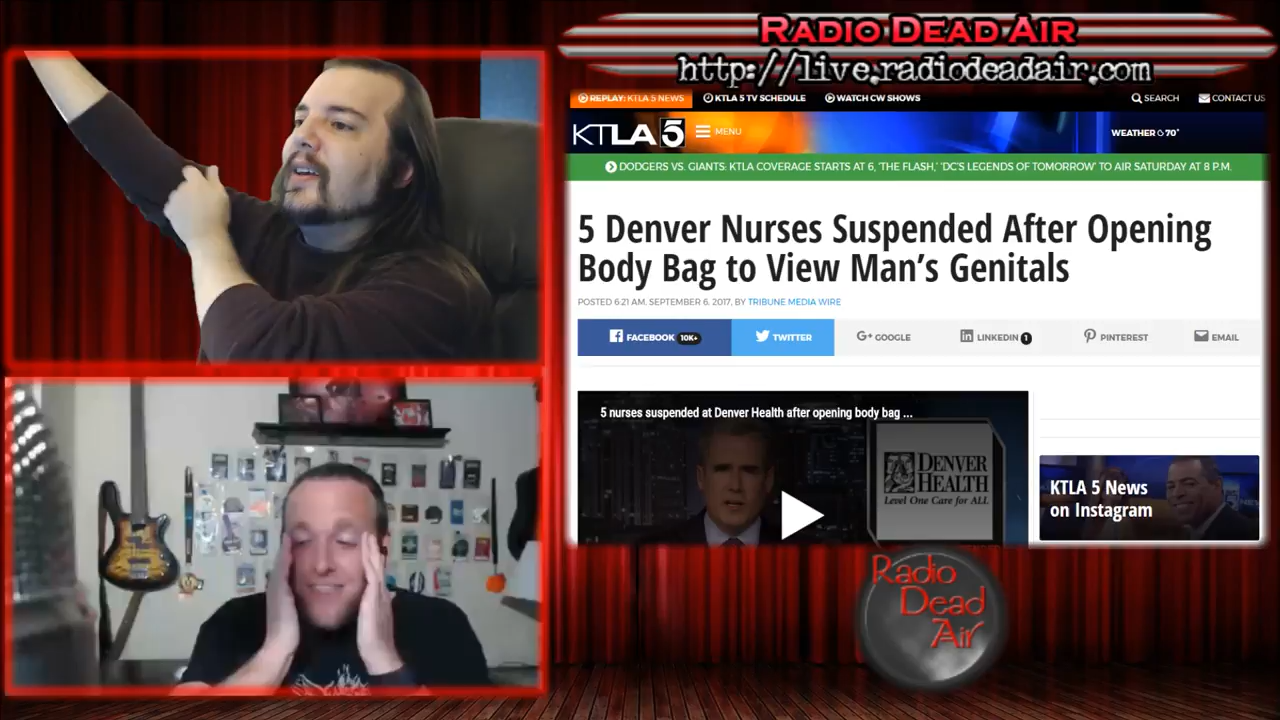 RADIO DEAD AIR
http://live.radiodeadair.com
REPLAY: KTLA 5 NEWS KTLA 5 TV SCHEDULE WATCH CW SHOWS SEARCH CONTACT US
KTLA 5 MENU WEATHER 70°
DODGERS VS. GIANTS: KTLA COVERAGE STARTS AT 6, 'THE FLASH,' 'DC'S LEGENDS OF TOMORROW' TO AIR SATURDAY AT 8 P.M.
5 Denver Nurses Suspended After Opening
Body Bag to View Man's Genitals
POSTED 6:21 AM, SEPTEMBER 6, 2017, BY TRIBUNE MEDIA WIRE
FACEBOOK 10K+ TWITTER G+ GOOGLE in LINKEDIN 1 PINTEREST EMAIL
5 nurses suspended at Denver Health after opening body bag ...
DENVER
HEALTH
Level One Care for ALL
KTLA 5 News
on Instagram
Radio
Dead
Air